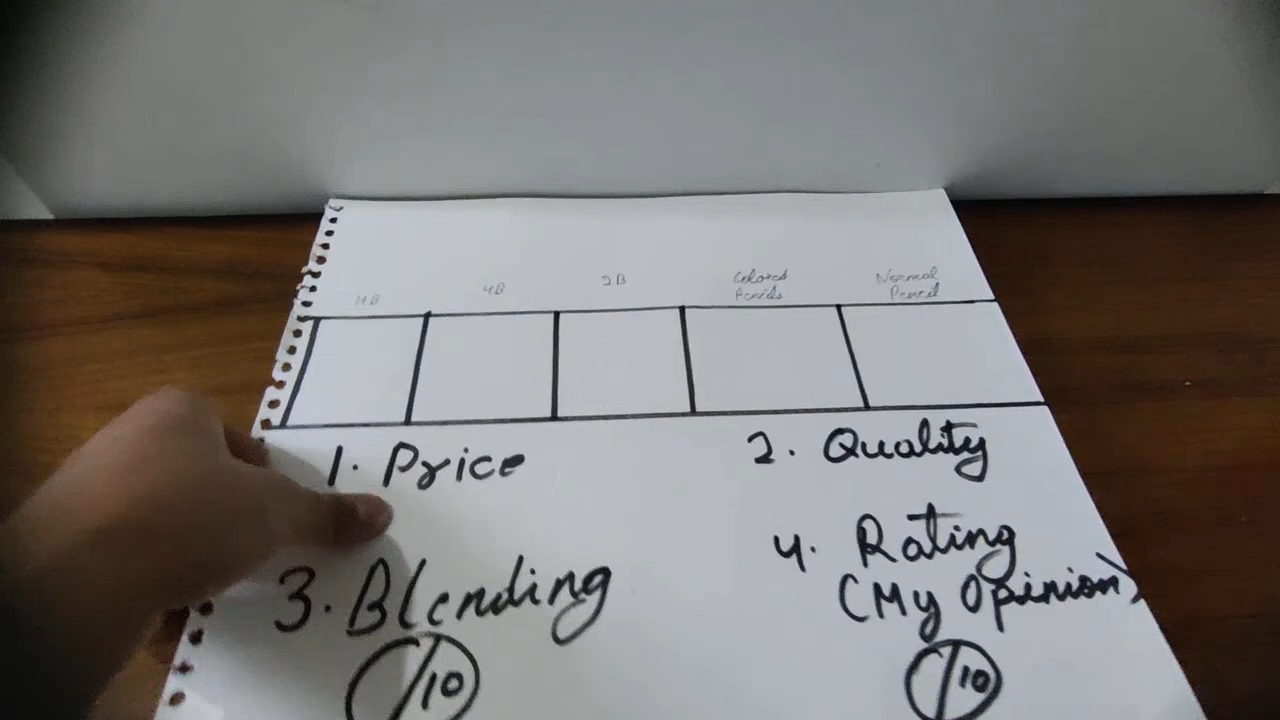 HB
4B
2B
Colored
Pencils
Normal
Pencil
1. Price
2. Quality
3. Blending
/10
4. Rating
(My Opinion)
/10